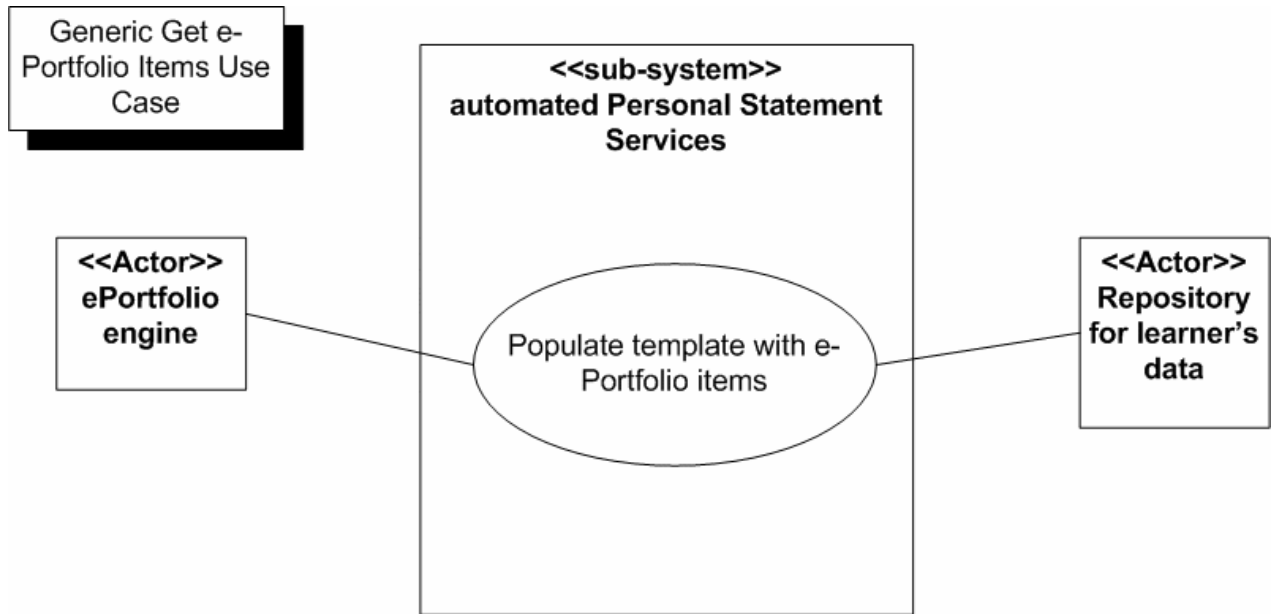 Generic Get e-
Portfolio Items Use
Case
<<sub-system>>
automated Personal Statement
Services
<<Actor>>
ePortfolio
engine
Populate template with e-
Portfolio items
<<Actor>>
Repository
for learner's
data